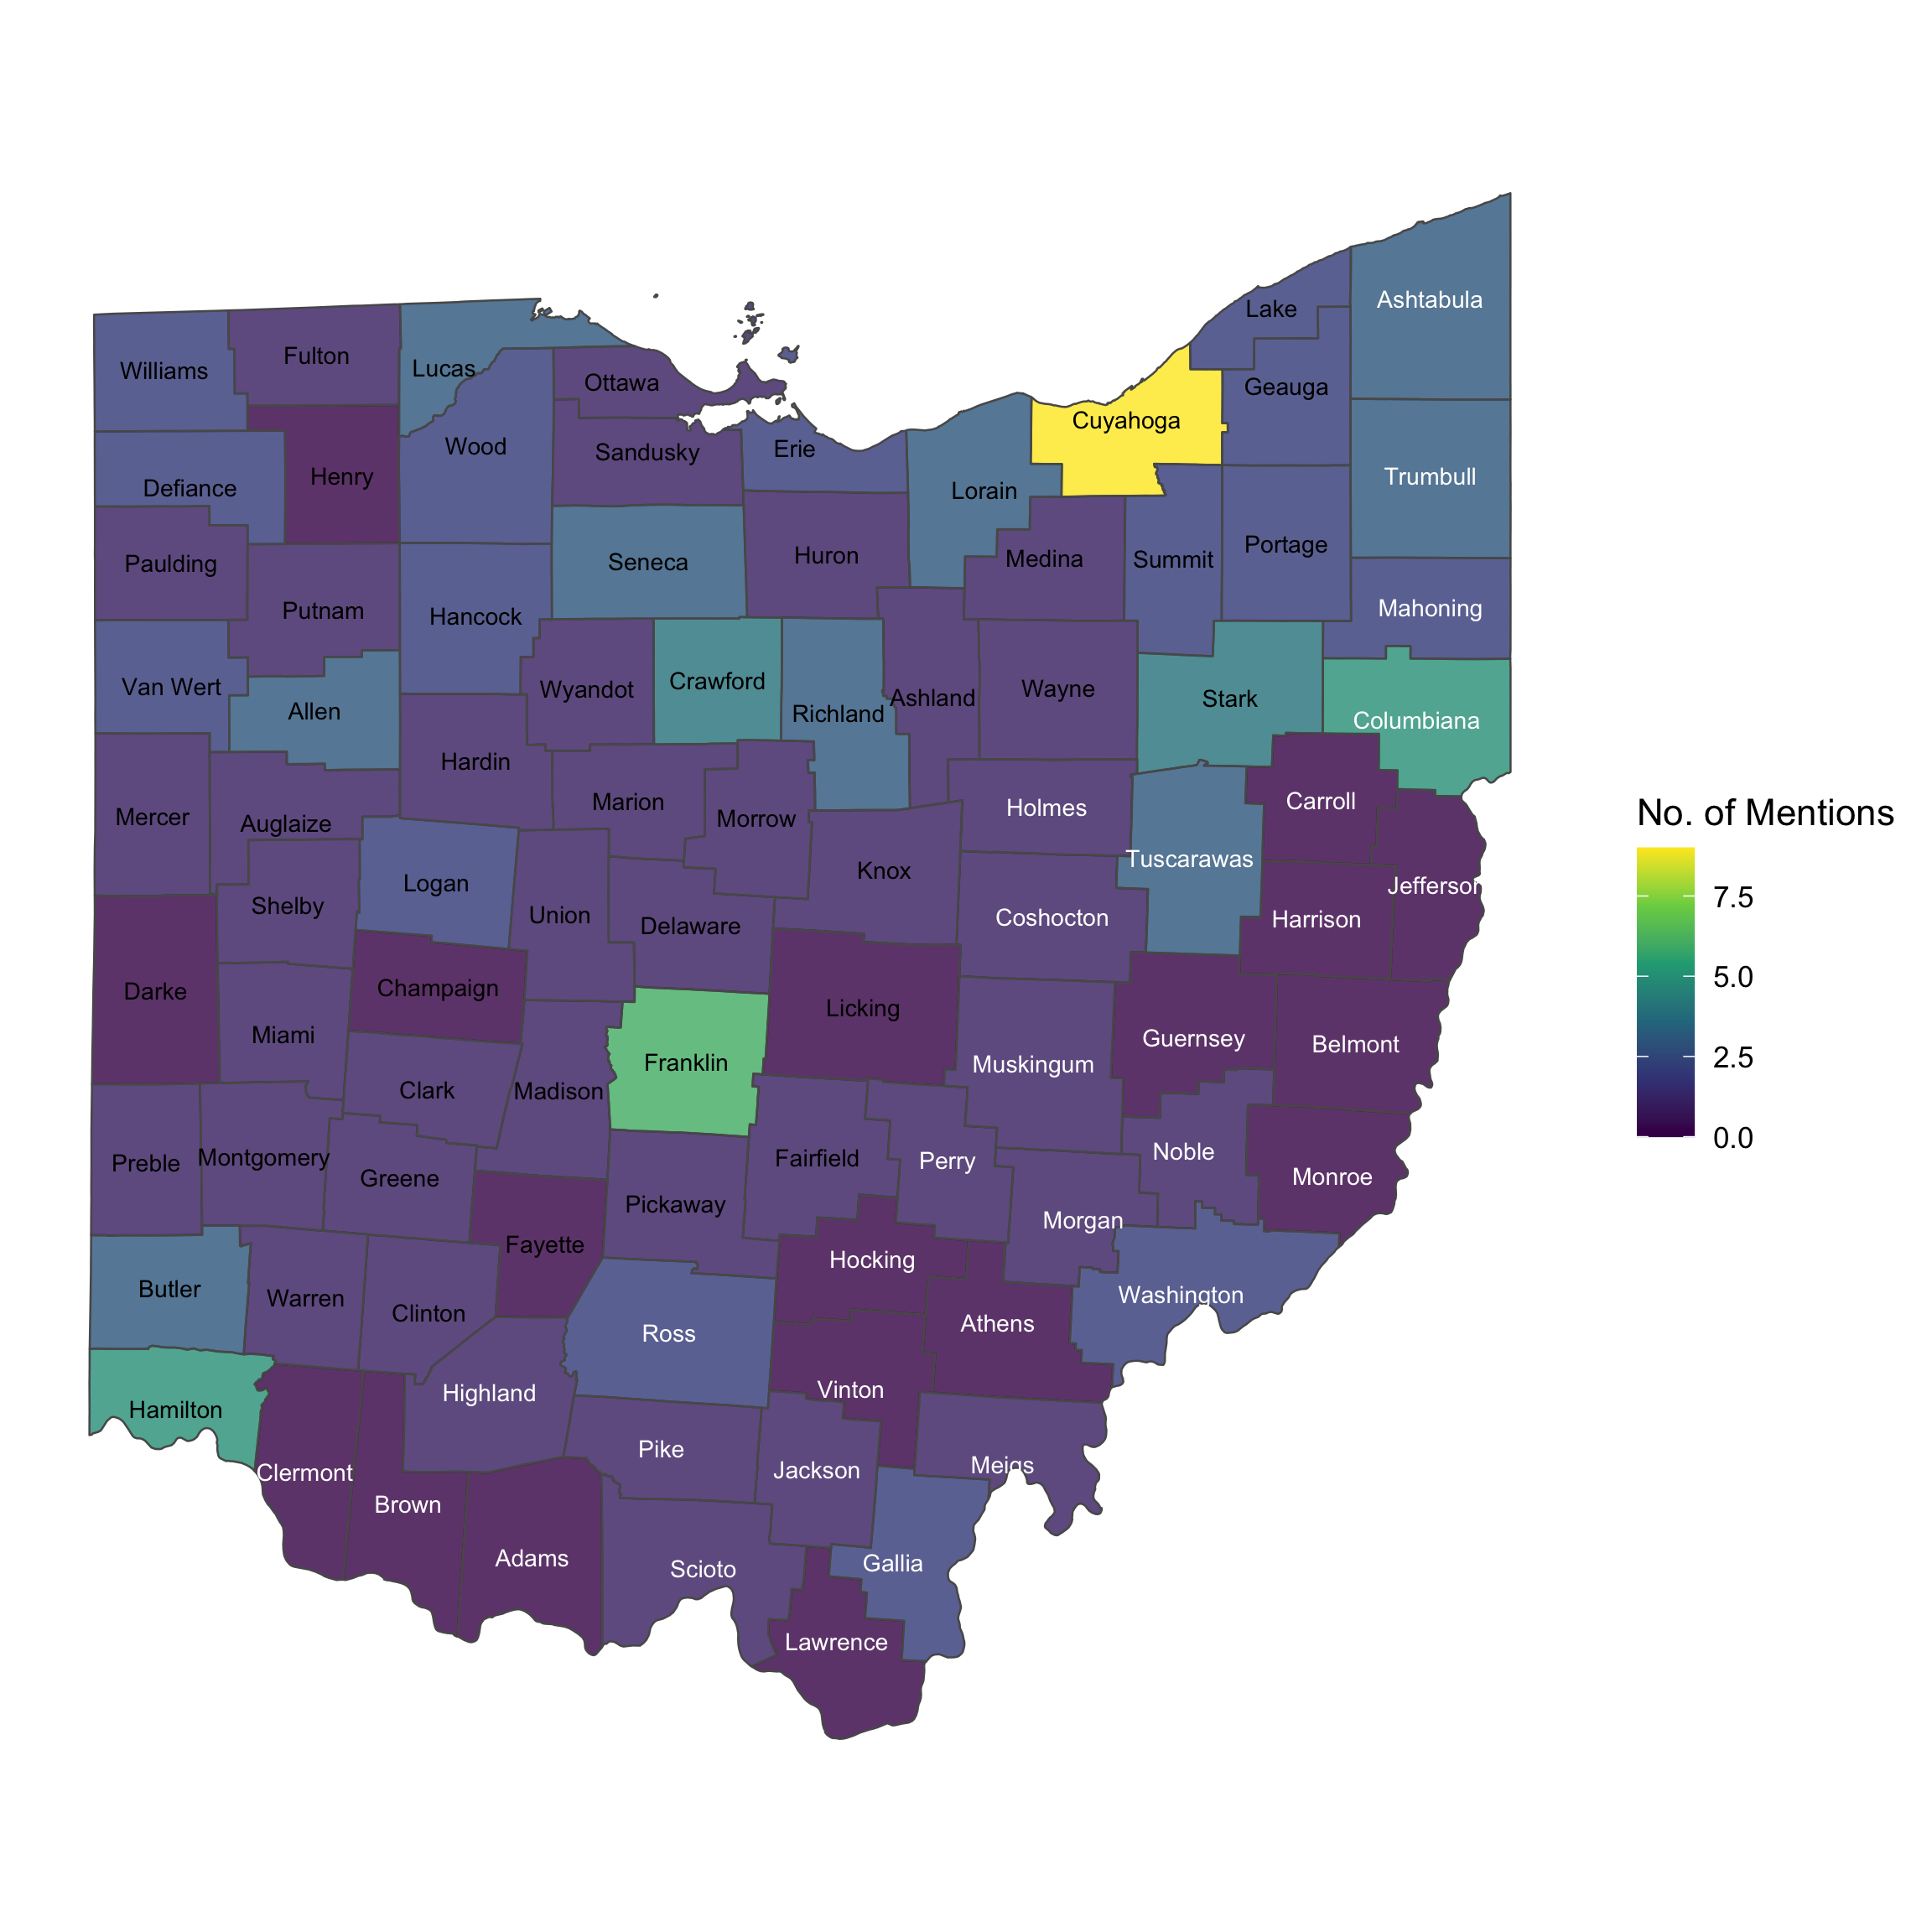 Ashtabula
Lake
Fulton
Williams
Lucas
Ottawa
Geauga
Cuyahoga
Wood
Erie
Sandusky
Henry
Trumbull
Defiance
Lorain
Portage
Huron
Medina
Summit
Seneca
Paulding
Mahoning
Putnam
Hancock
Crawford
Van Wert
Wyandot
Wayne
Ashland
Stark
Allen
Richland
Columbiana
Hardin
Carroll
Marion
Holmes
No. of Mentions
Mercer
Morrow
Auglaize
Tuscarawas
Knox
Logan
Jefferson
7.5
Shelby
Union
Coshocton
Harrison
Delaware
5.0
Champaign
Darke
Licking
Miami
Guernsey
Belmont
2.5
Franklin
Muskingum
Clark
Madison
0.0
Noble
Montgomery
Fairfield
Perry
Preble
Monroe
Greene
Pickaway
Morgan
Fayette
Hocking
Butler
Washington
Warren
Clinton
Athens
Ross
Vinton
Highland
Hamilton
Pike
Meigs
Jackson
Clermont
Brown
Adams
Gallia
Scioto
Lawrence